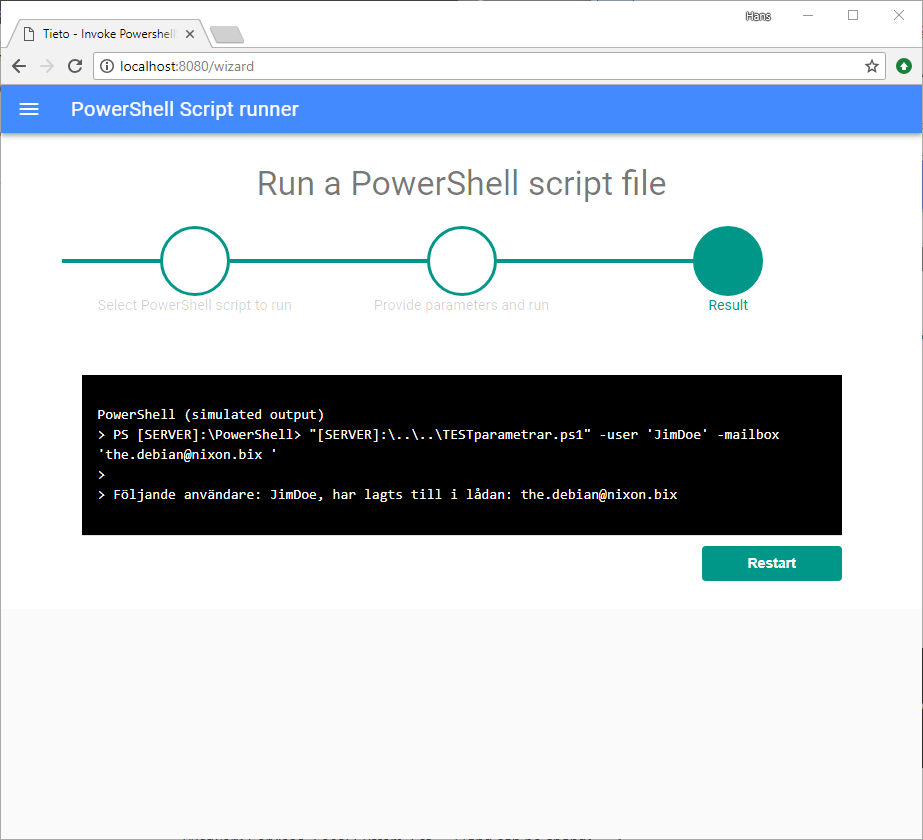 Hans
Tieto - Invoke Powershell
localhost:8080/wizard
PowerShell Script runner
Run a PowerShell script file
Select PowerShell script to run
Provide parameters and run
Result
PowerShell (simulated output)
> PS [SERVER]:\PowerShell> "[SERVER]:\..\..\TESTparametrar.ps1" -user 'JimDoe' -mailbox
'the.debian@nixon.bix '
>
> Följande användare: JimDoe, har lagts till i lådan: the.debian@nixon.bix
Restart